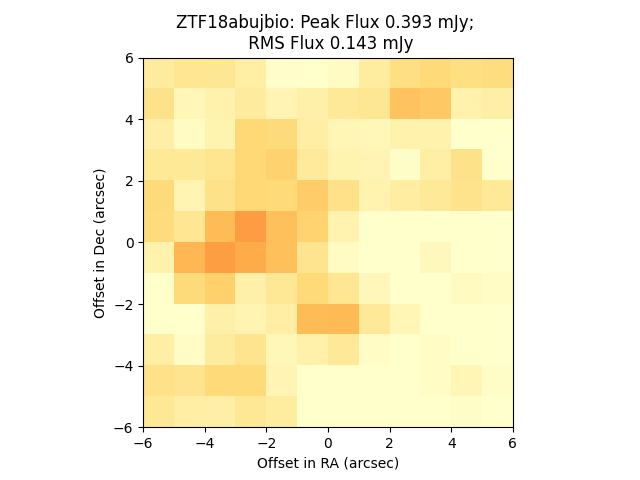 ZTF18abujbio: Peak Flux 0.393 mJy;
RMS Flux 0.143 mJy
6
4
2
0
−2
−4
−6
Offset in Dec (arcsec)
−6 −4 −2 0 2 4 6
Offset in RA (arcsec)